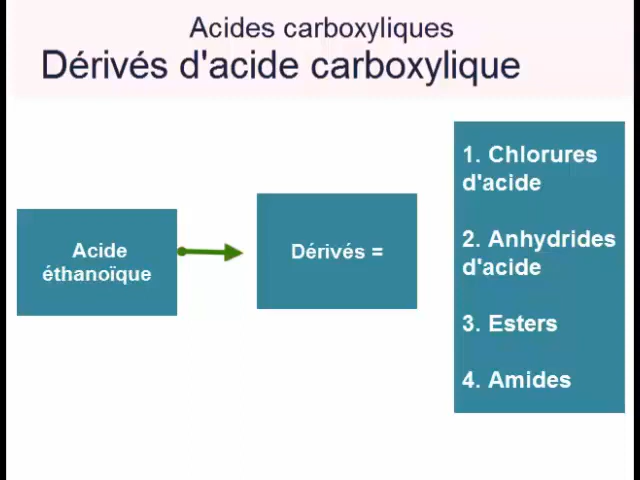 Acides carboxyliques
Dérivés d'acide carboxylique
Acide
éthanoïque
Dérivés =
1. Chlorures
d'acide
2. Anhydrides
d'acide
3. Esters
4. Amides